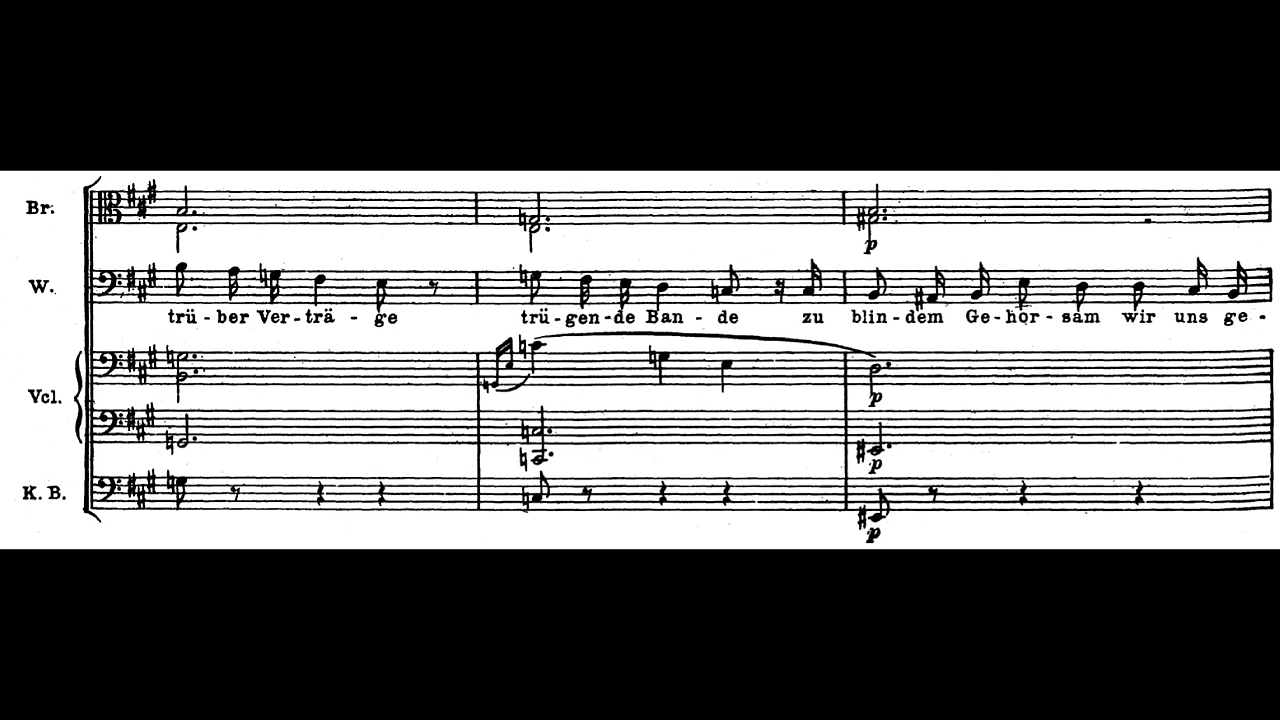 Br.
W.
trü - ber Ver - trä - ge trü - gen - de Ban - de zu blin - dem Ge - hor - sam wir uns ge -
p
Vcl.
p
p
K. B.
p